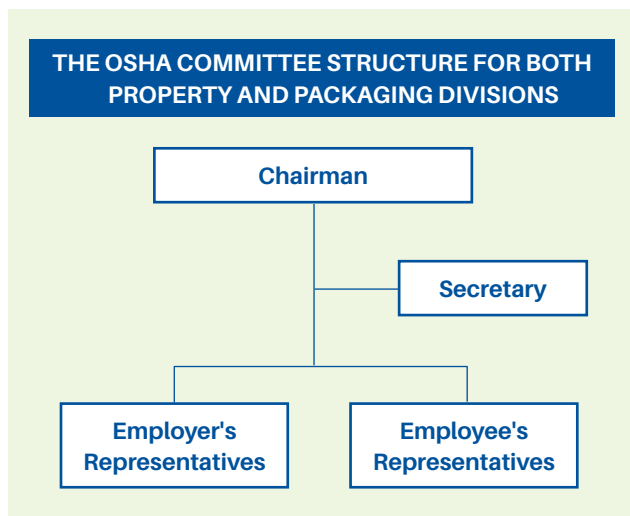 THE OSHA COMMITTEE STRUCTURE FOR BOTH
PROPERTY AND PACKAGING DIVISIONS
Chairman
Secretary
Employer's
Representatives
Employee's
Representatives